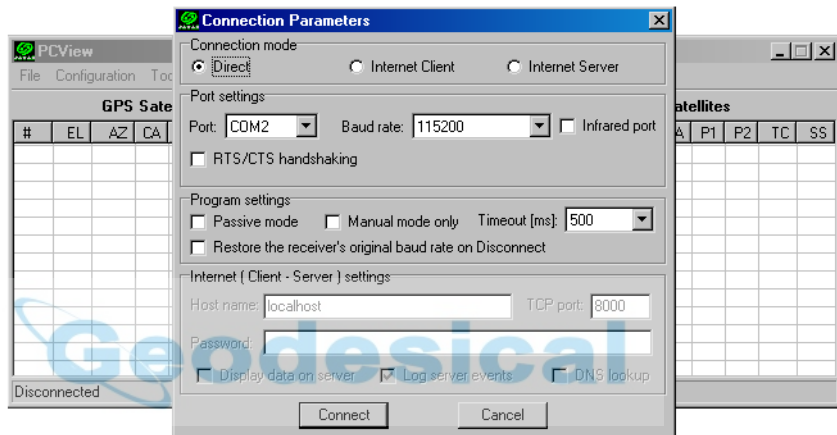 Connection Parameters
Connection mode
Direct Internet Client Internet Server
Port settings
Port: COM2 Baud rate: 115200 Infrared port
RTS/CTS handshaking
Program settings
Passive mode Manual mode only Timeout [ms]: 500
Restore the receiver's original baud rate on Disconnect
Internet ( Client - Server ) settings
Host name: localhost TCP port: 8000
Password:
Display data on server Log server events DNS lookup
Connect Cancel
PCView
File Configuration
GPS
# EL AZ CA P1 P2 TC SS
Disconnected
Geodesical